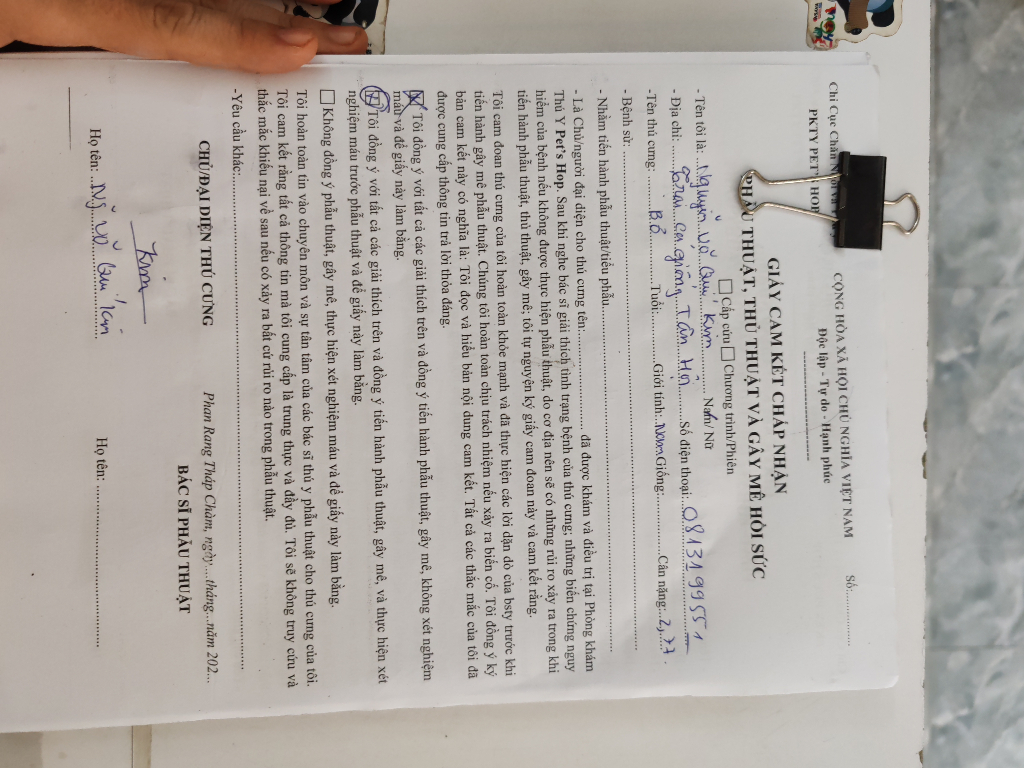 Chi Cục Chăn
PKTY PET'S HOP
CỘNG HÒA XÃ HỘI CHỦ NGHĨA VIỆT NAM
Độc lập - Tự do - Hạnh phúc
Số:..........
GIẤY CAM KẾT CHẤP NHẬN
PHẪU THUẬT, THỦ THUẬT VÀ GÂY MÊ HỒI SỨC
☐ Cấp cứu ☐ Chương trình/Phiên
- Tên tôi là: Nguyễn Võ Kim Nam/ Nữ
- Địa chỉ: Tân Hội Số điện thoại: 0813199551
-Tên thú cưng: Bỏ Tuổi: Giới tính: Nam Giống: Cân nặng: 2,77
- Bệnh sử:
- Nhằm tiến hành phẫu thuật/tiểu phẫu
- Là Chủ/người đại diện cho thú cưng tên: đã được khám và điều trị tại Phòng khám
Thú Y Pet's Hop. Sau khi nghe bác sĩ giải thích tình trạng bệnh của thú cưng; những biến chứng nguy
hiểm của bệnh nếu không được thực hiện phẫu thuật, do cơ địa nên sẽ có những rủi ro xảy ra trong khi
tiến hành phẫu thuật, thủ thuật, gây mê; tôi tự nguyện ký giấy cam đoan này và cam kết rằng.
Tôi cam đoan thú cưng của tôi hoàn toàn khỏe mạnh và đã thực hiện các lời dặn dò của bsty trước khi
tiến hành gây mê phẫu thuật. Chúng tôi hoàn toàn chịu trách nhiệm nếu xảy ra biến cố. Tôi đồng ý ký
bản cam kết này có nghĩa là: Tôi đọc và hiểu bản nội dung cam kết. Tất cả các thắc mắc của tôi đã
được cung cấp thông tin trả lời thỏa đáng.
☒ Tôi đồng ý với tất cả các giải thích trên và đồng ý tiến hành phẫu thuật, gây mê, không xét nghiệm
máu và để giấy này làm bằng.
☒ Tôi đồng ý với tất cả các giải thích trên và đồng ý tiến hành phẫu thuật, gây mê, và thực hiện xét
nghiệm máu trước phẫu thuật và để giấy này làm bằng.
☐ Không đồng ý phẫu thuật, gây mê, thực hiện xét nghiệm máu và để giấy này làm bằng.
Tôi hoàn toàn tin vào chuyên môn và sự tận tâm của các bác sĩ thú y phẫu thuật cho thú cưng của tôi.
Tôi cam kết rằng tất cả thông tin mà tôi cung cấp là trung thực và đầy đủ. Tôi sẽ không truy cứu và
thắc mắc khiếu nại về sau nếu có xảy ra bất cứ rủi ro nào trong phẫu thuật.
-Yêu cầu khác:
Phan Rang Tháp Chàm, ngày....tháng...năm 202...
CHỦ/ĐẠI DIỆN THÚ CƯNG
BÁC SĨ PHẪU THUẬT
Kim
Họ tên: Ng Võ Kim
Họ tên: